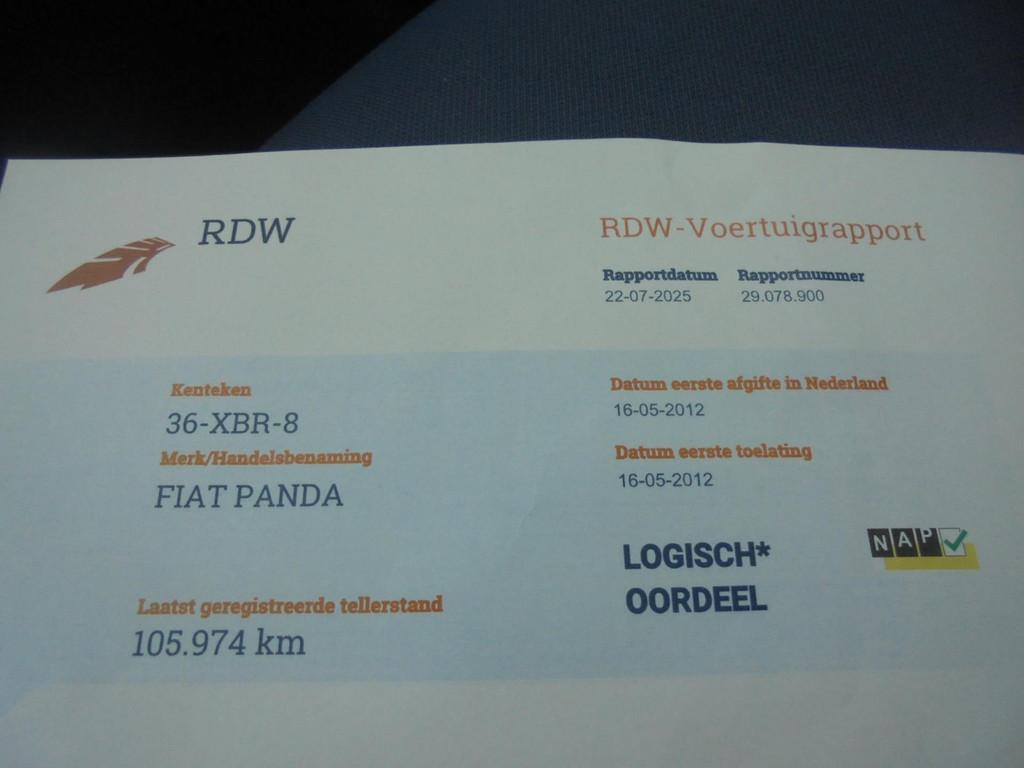 RDW
RDW-Voertuigrapport
Rapportdatum Rapportnummer
22-07-2025 29.078.900
Kenteken
36-XBR-8
Merk/Handelsbenaming
FIAT PANDA
Laatst geregistreerde tellerstand
105.974 km
Datum eerste afgifte in Nederland
16-05-2012
Datum eerste toelating
16-05-2012
LOGISCH*
OORDEEL
NAP